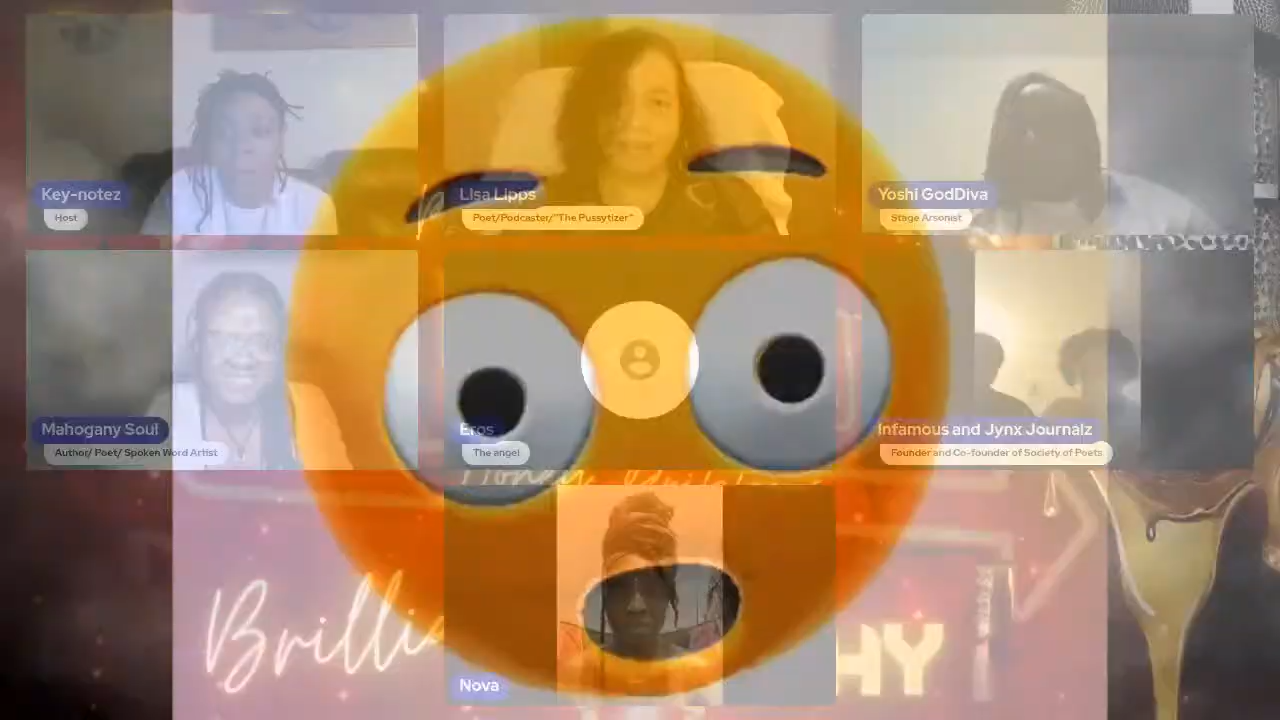 Key-notez
Host
Lisa Lipps
Poet/Podcaster/"The Pussytizer"
Yoshi GodDiva
Stage Arsonist
Mahogany Soul
Author/ Poet/ Spoken Word Artist
Eros
The angel
Infamous and Jynx Journalz
Founder and Co-founder of Society of Poets
Honey
Brilli
HY
Nova